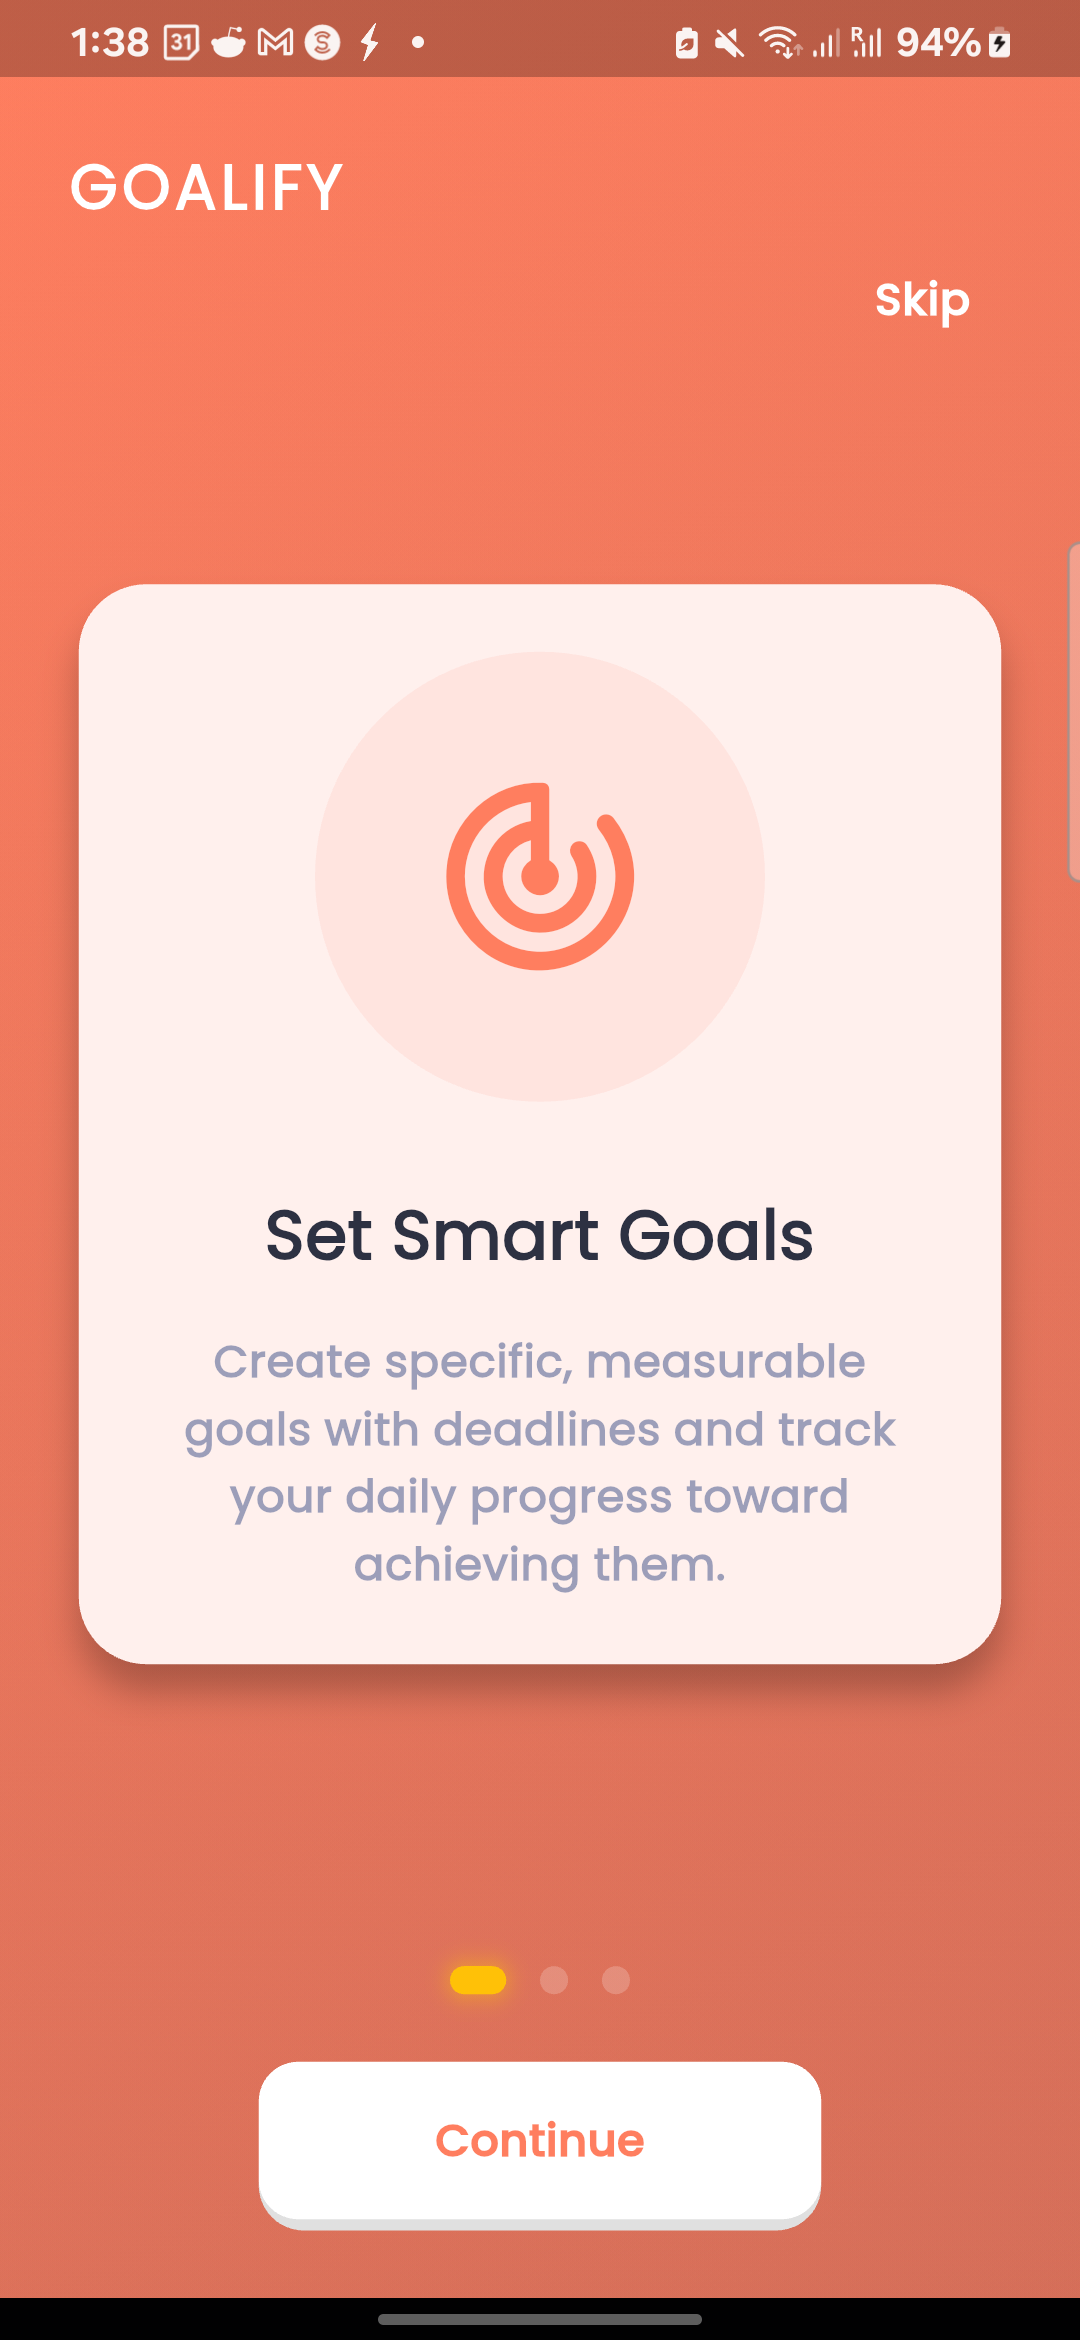 1:38 31 94%
GOALIFY
Skip
Set Smart Goals
Create specific, measurable
goals with deadlines and track
your daily progress toward
achieving them.
Continue